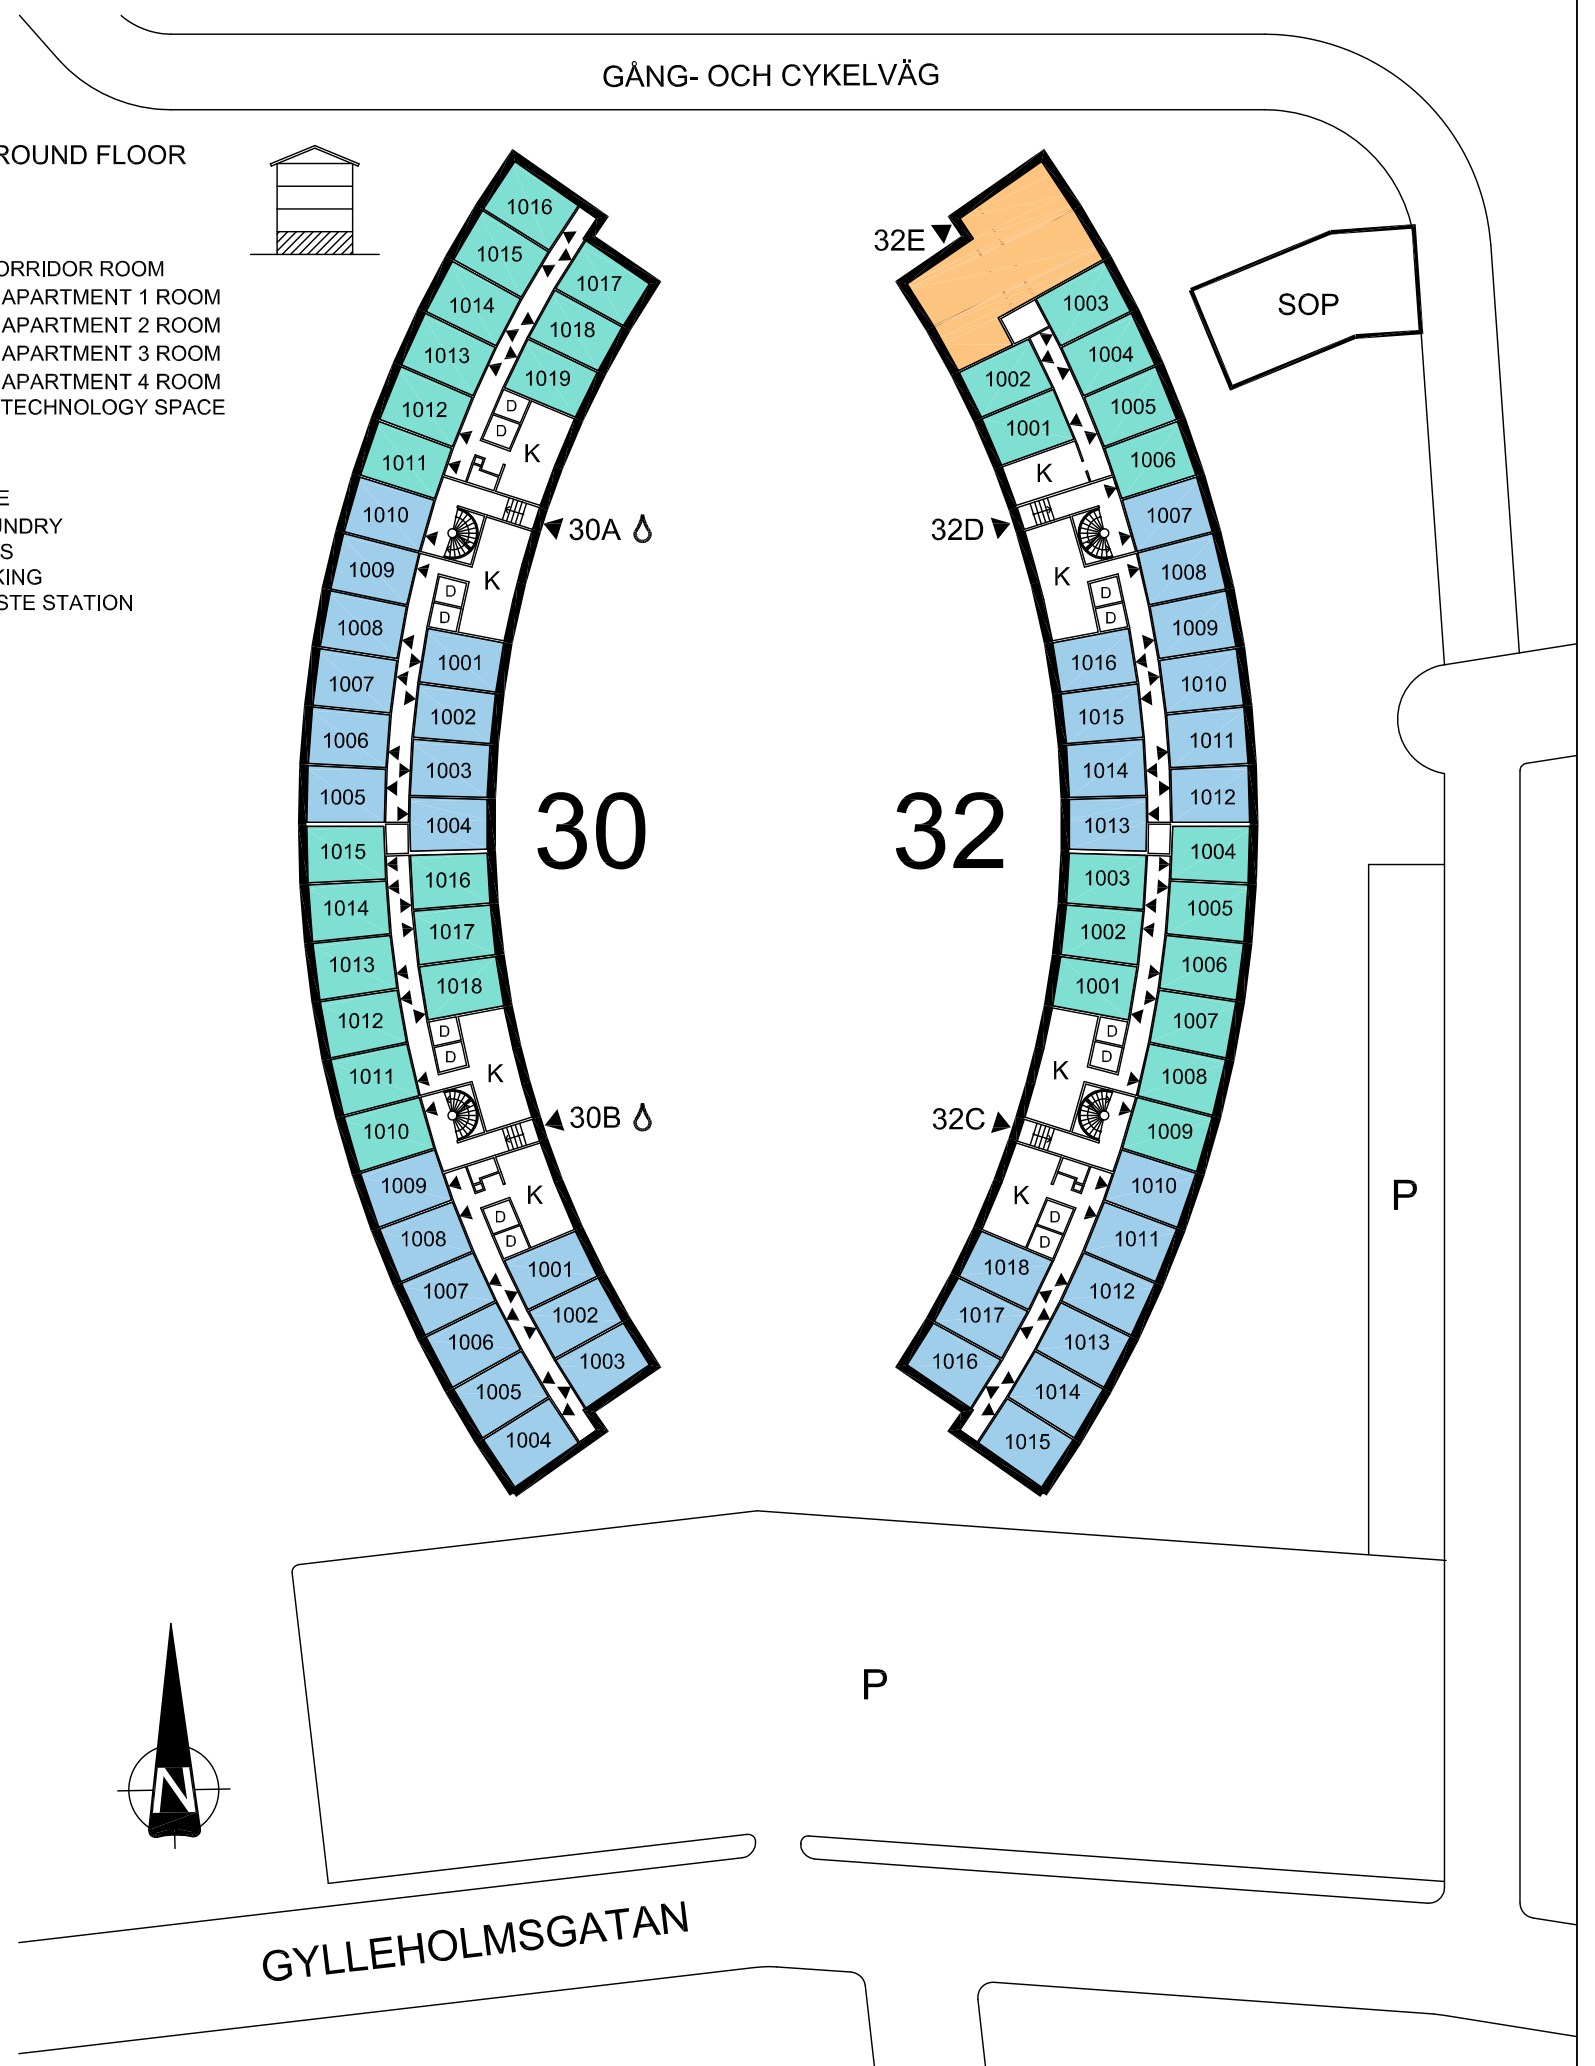 GÅNG- OCH CYKELVÄG
ROUND FLOOR
ORRIDOR ROOM
APARTMENT 1 ROOM
APARTMENT 2 ROOM
APARTMENT 3 ROOM
APARTMENT 4 ROOM
TECHNOLOGY SPACE
E
UNDRY
S
KING
STE STATION
1016
1015
1014
1013
1012
1011
1010
1009
1008
1007
1006
1005
1017
1018
1019
D
D
K
30A
K
D
D
1001
1002
1003
1004
30
1015
1014
1013
1012
1011
1010
1009
1008
1007
1006
1005
1004
1016
1017
1018
D
D
K
30B
K
D
D
1001
1002
1003
32E
1003
1004
1005
1006
1007
1008
1009
1010
1011
1012
1002
1001
K
32D
K
D
D
1016
1015
1014
1013
32
1004
1005
1006
1007
1008
1009
1010
1011
1012
1013
1014
1015
1003
1002
1001
D
D
K
32C
K
D
D
1018
1017
1016
SOP
P
P
N
GYLLEHOLMSGATAN